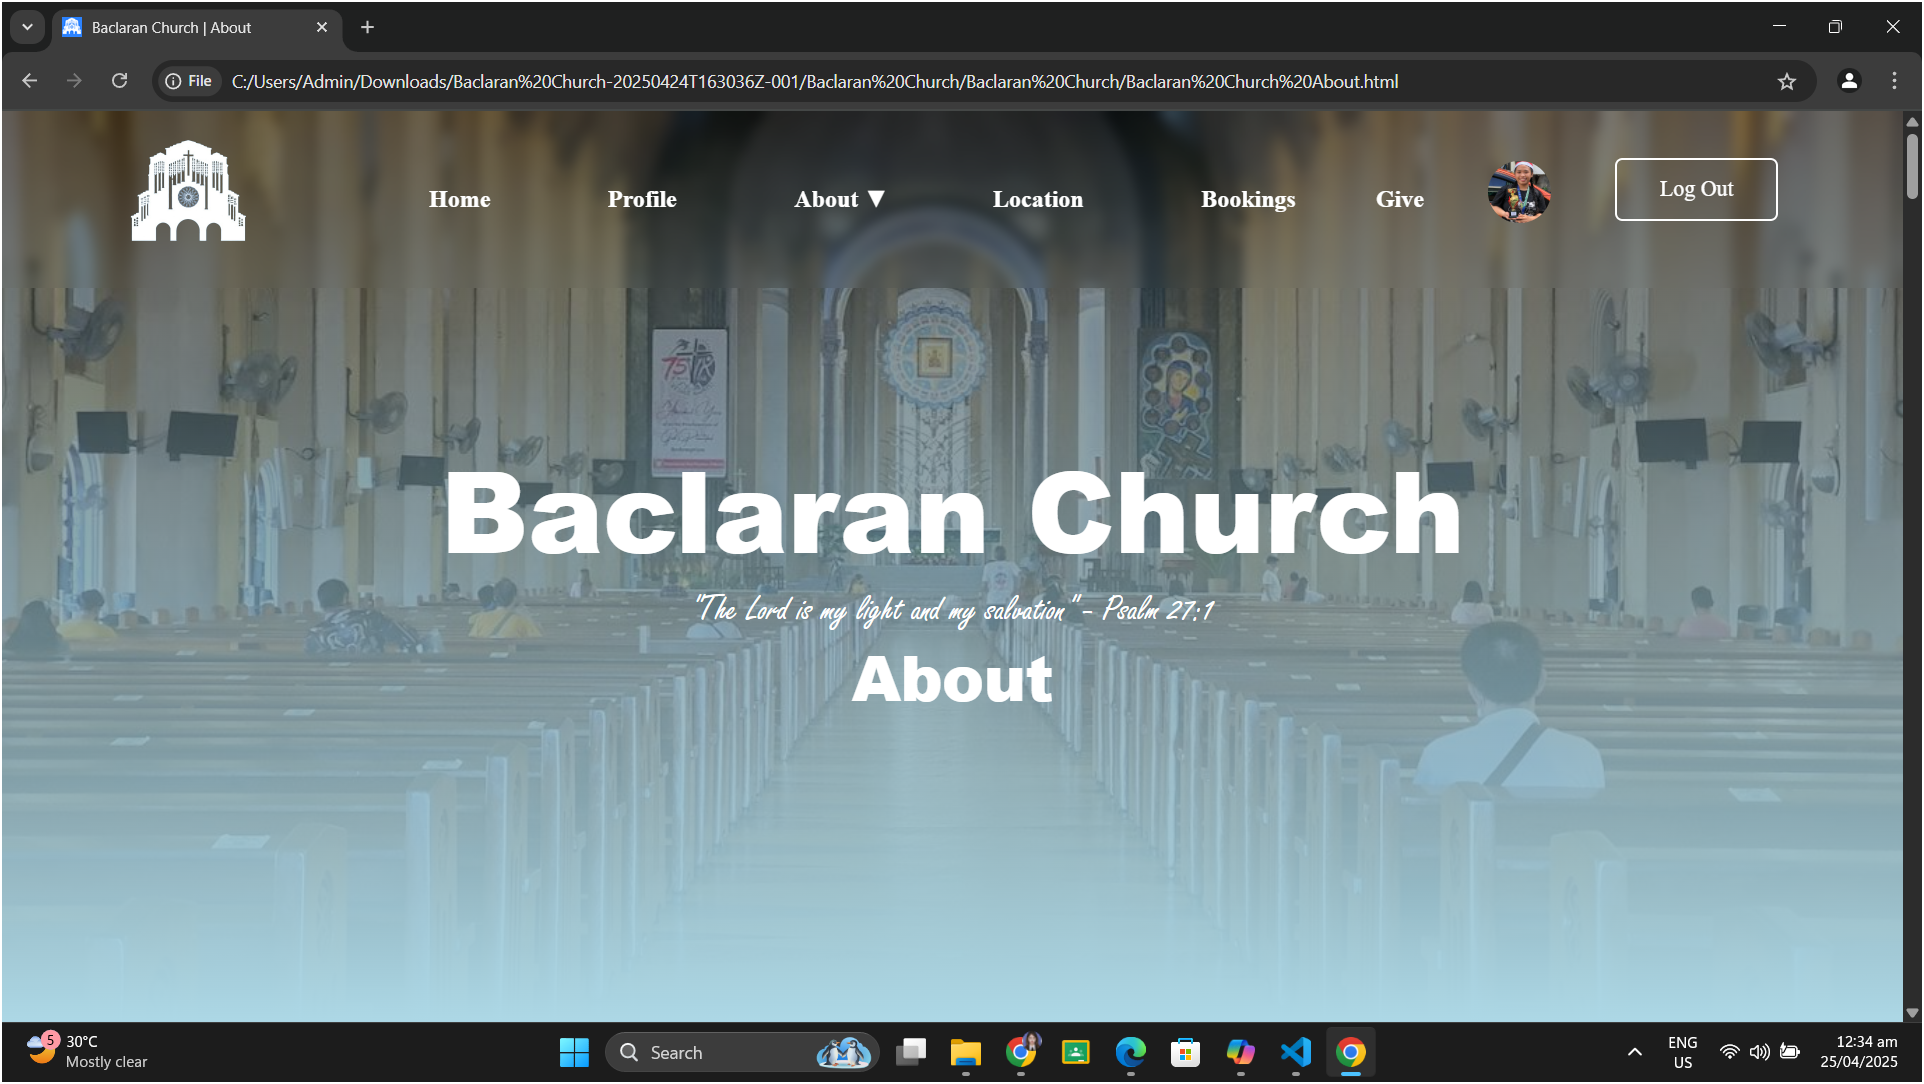 Baclaran Church | About
File
C:/Users/Admin/Downloads/Baclaran%20Church-20250424T163036Z-001/Baclaran%20Church/Baclaran%20Church/Baclaran%20Church%20About.html
Home Profile About ▼ Location Bookings Give Log Out
75
Baclaran Church
"The Lord is my light and my salvation" - Psalm 27:1
About
5
30°C
Mostly clear
Search
ENG
US
12:34 am
25/04/2025